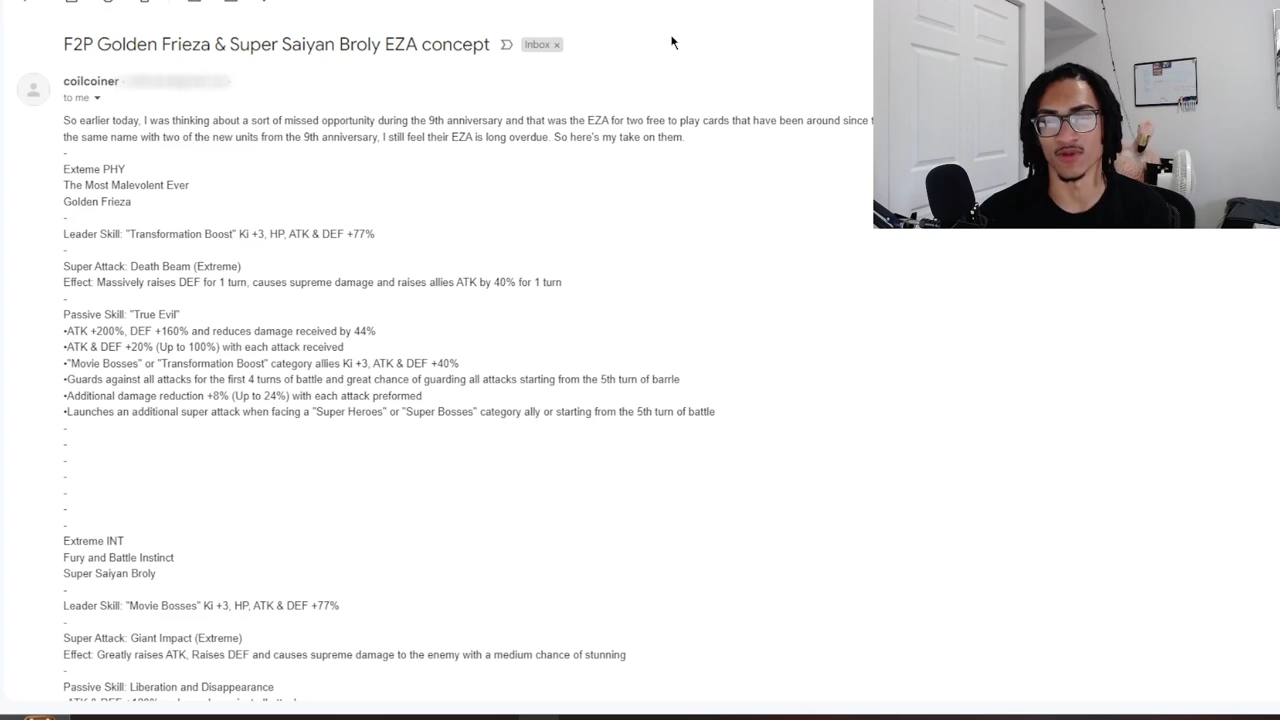 F2P Golden Frieza & Super Saiyan Broly EZA concept
Inbox ×
coilcoiner
to me
So earlier today, I was thinking about a sort of missed opportunity during the 9th anniversary and that was the EZA for two free to play cards that have been around since t
the same name with two of the new units from the 9th anniversary, I still feel their EZA is long overdue. So here's my take on them.
-
Exteme PHY
The Most Malevolent Ever
Golden Frieza
-
Leader Skill: "Transformation Boost" Ki +3, HP, ATK & DEF +77%
-
Super Attack: Death Beam (Extreme)
Effect: Massively raises DEF for 1 turn, causes supreme damage and raises allies ATK by 40% for 1 turn
-
Passive Skill: "True Evil"
•ATK +200%, DEF +160% and reduces damage received by 44%
•ATK & DEF +20% (Up to 100%) with each attack received
•"Movie Bosses" or "Transformation Boost" category allies Ki +3, ATK & DEF +40%
•Guards against all attacks for the first 4 turns of battle and great chance of guarding all attacks starting from the 5th turn of barrle
•Additional damage reduction +8% (Up to 24%) with each attack preformed
•Launches an additional super attack when facing a "Super Heroes" or "Super Bosses" category ally or starting from the 5th turn of battle
-
-
-
-
-
-
-
Extreme INT
Fury and Battle Instinct
Super Saiyan Broly
-
Leader Skill: "Movie Bosses" Ki +3, HP, ATK & DEF +77%
-
Super Attack: Giant Impact (Extreme)
Effect: Greatly raises ATK, Raises DEF and causes supreme damage to the enemy with a medium chance of stunning
-
Passive Skill: Liberation and Disappearance